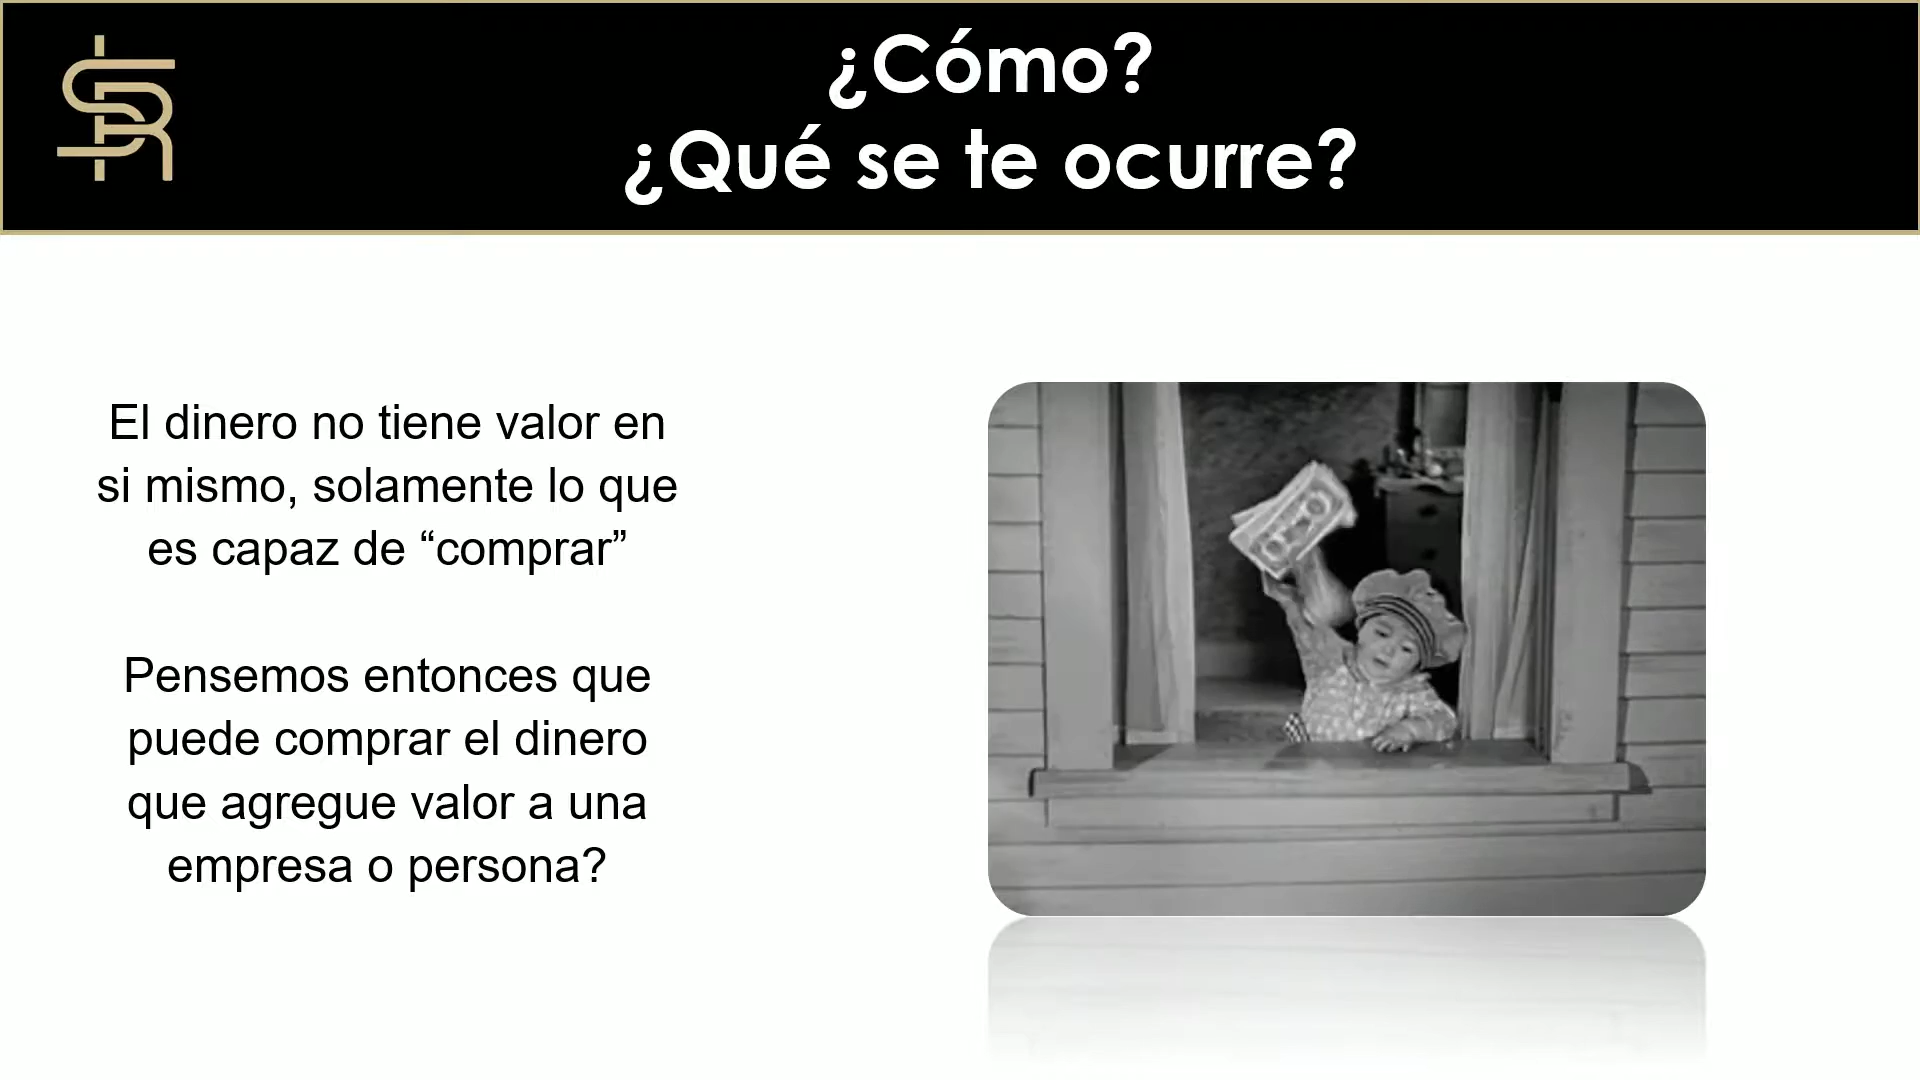 ¿Cómo?
¿Qué se te ocurre?
El dinero no tiene valor en
si mismo, solamente lo que
es capaz de “comprar”
Pensemos entonces que
puede comprar el dinero
que agregue valor a una
empresa o persona?